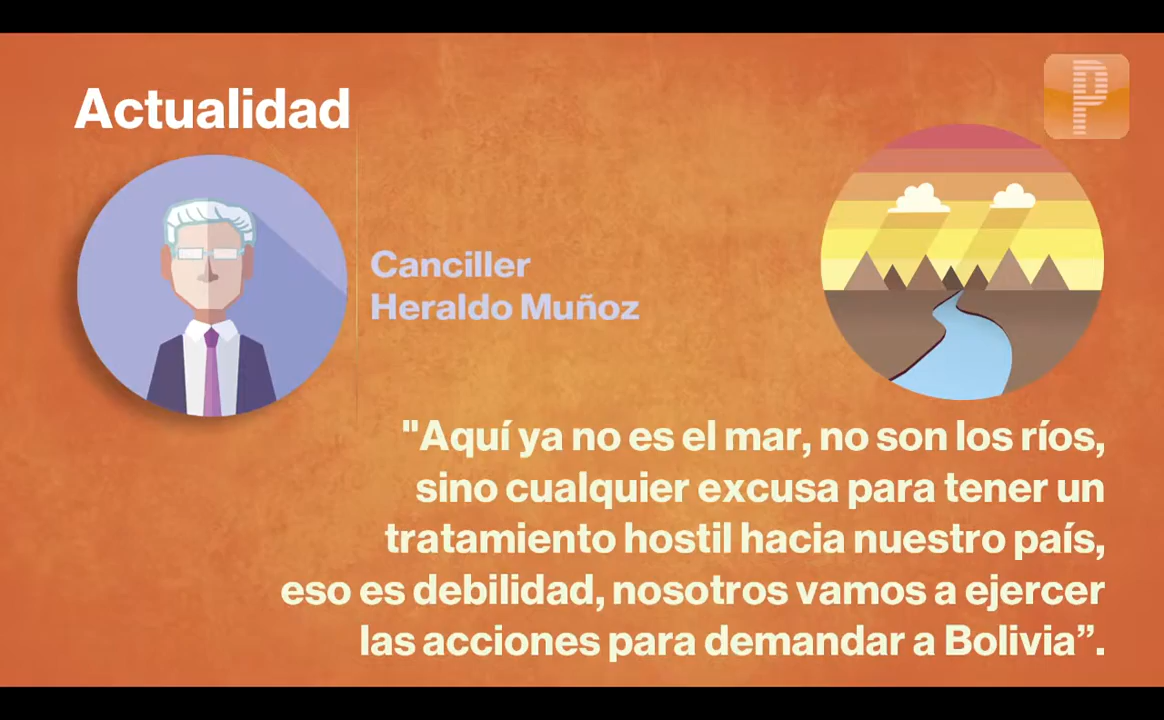 Actualidad
P
Canciller
Heraldo Muñoz
"Aquí ya no es el mar, no son los ríos,
sino cualquier excusa para tener un
tratamiento hostil hacia nuestro país,
eso es debilidad, nosotros vamos a ejercer
las acciones para demandar a Bolivia”.